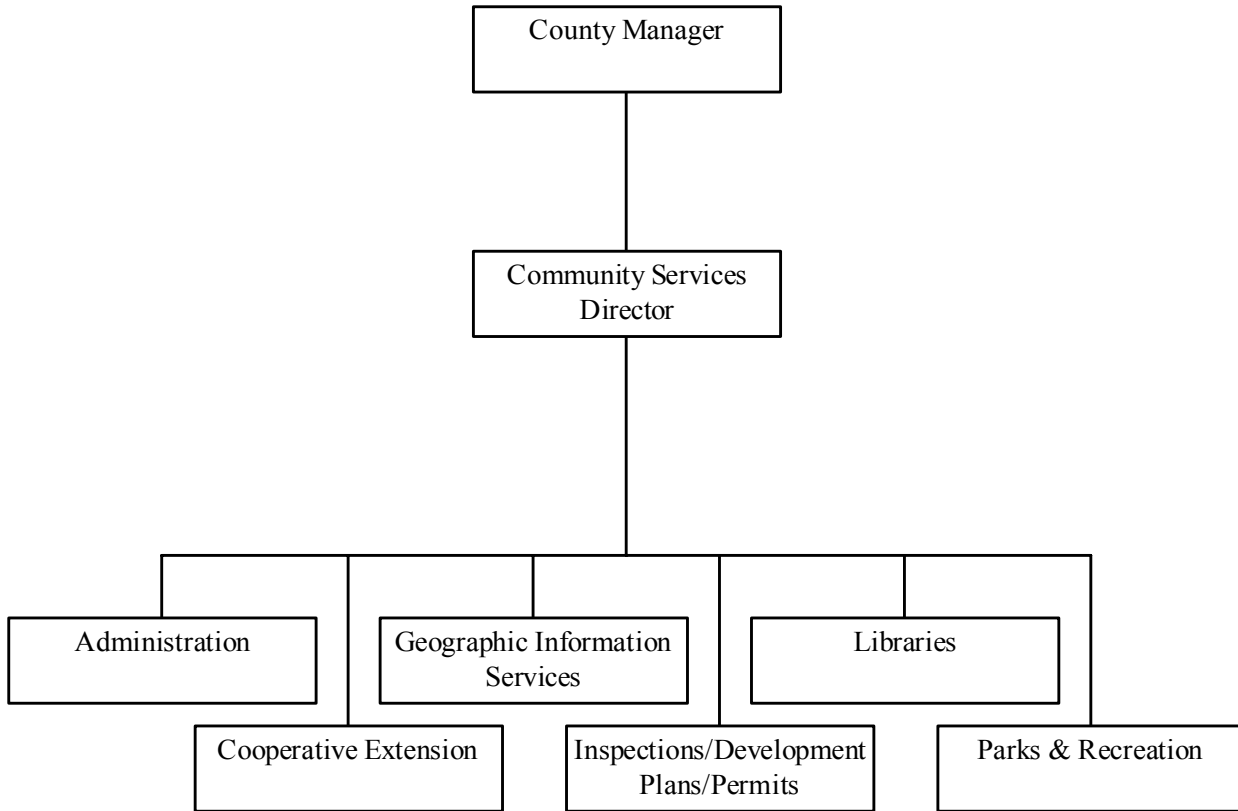 County Manager
Community Services
Director
Administration
Geographic Information
Services
Libraries
Cooperative Extension
Inspections/Development
Plans/Permits
Parks & Recreation